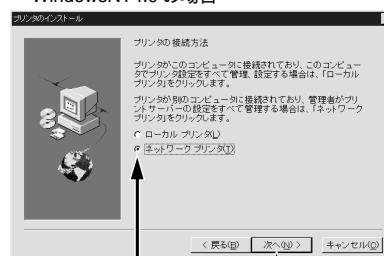 WindowsNT4.0 の場合
プリンタのインストール
プリンタの接続方法
プリンタがこのコンピュータに接続されており、このコンピュー
タでプリンタ設定をすべて管理、設定する場合は、「ローカル
プリンタ」をクリックします。
プリンタが別のコンピュータに接続されており、管理者がプリ
ントサーバーの設定をすべて管理する場合は、「ネットワーク
プリンタ」をクリックします。
ローカル プリンタ(L)
ネットワーク プリンタ(T)
< 戻る(B)
次へ(N) >
キャンセル(C)